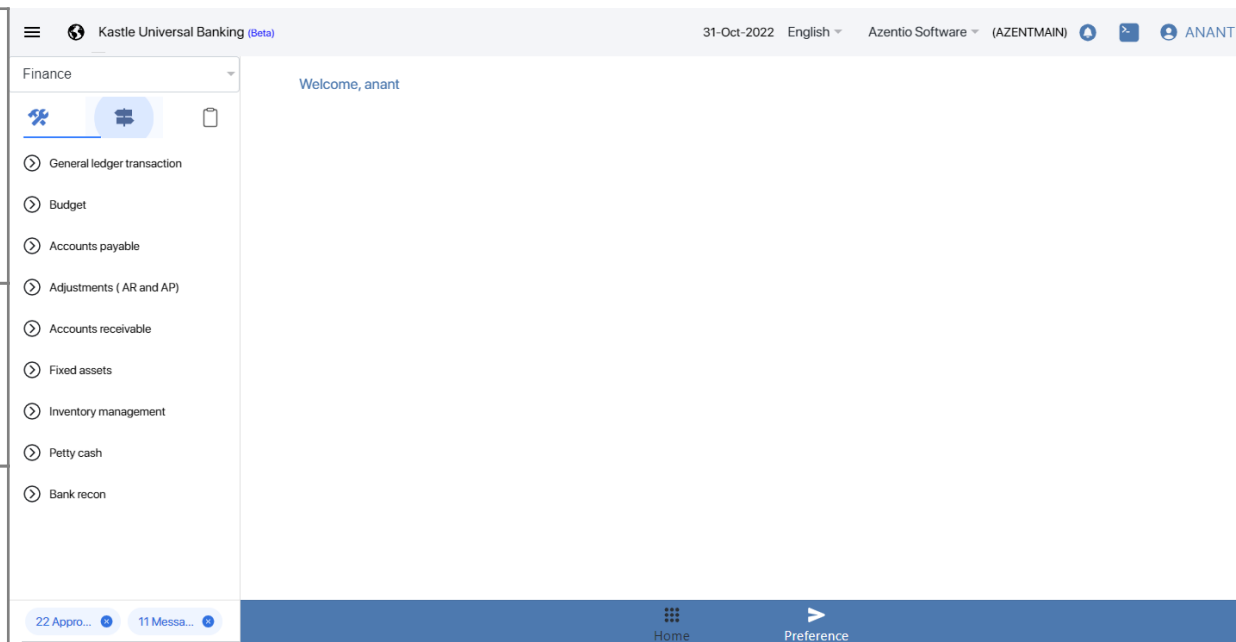 Kastle Universal Banking (Beta) 31-Oct-2022 English Azentio Software (AZENTMAIN) ANANT
Finance
Welcome, anant
General ledger transaction
Budget
Accounts payable
Adjustments ( AR and AP)
Accounts receivable
Fixed assets
Inventory management
Petty cash
Bank recon
22 Appro... 11 Messa...
Home Preference